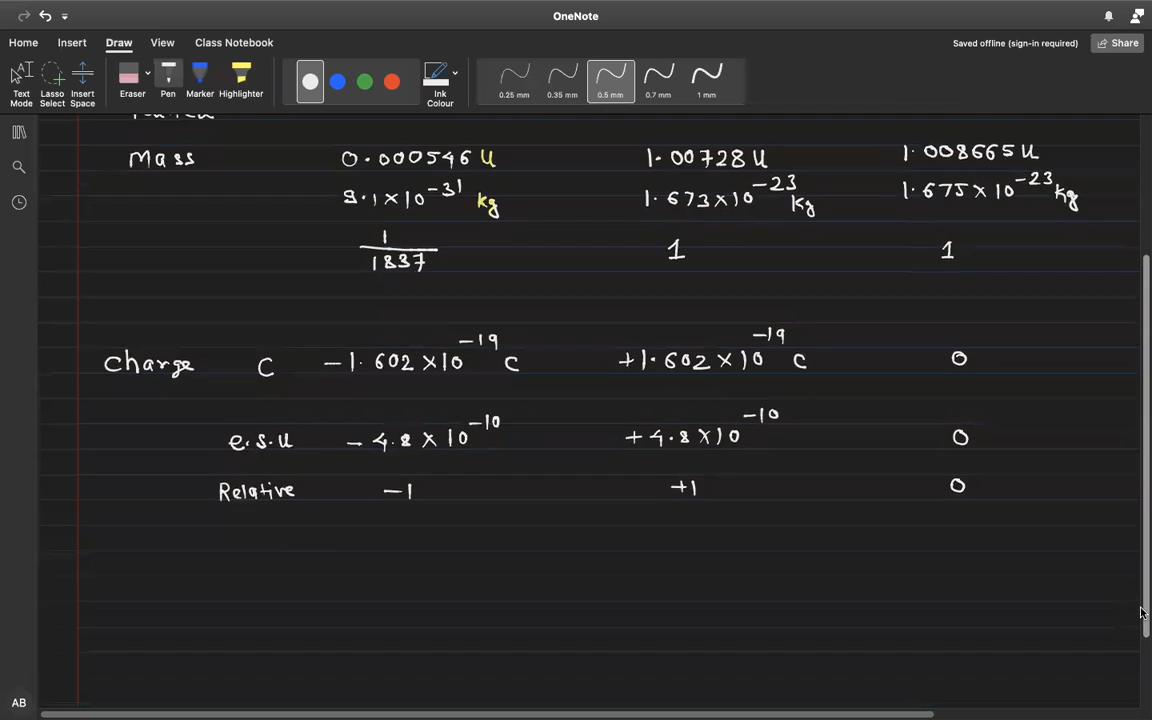 OneNote
Home Insert Draw View Class Notebook
Saved offline (sign-in required) Share
Text Mode Lasso Select Insert Space Eraser Pen Marker Highlighter Ink Colour 0.25 mm 0.35 mm 0.5 mm 0.7 mm 1 mm
Mass 0.000546 U 1.00728 U 1.008665 U
9.1 × 10⁻³¹ kg 1.673 × 10⁻²³ kg 1.675 × 10⁻²³ kg
1/1837 1 1
Charge C −1.602 × 10⁻¹⁹ C +1.602 × 10⁻¹⁹ C 0
e.s.u −4.8 × 10⁻¹⁰ +4.8 × 10⁻¹⁰ 0
Relative −1 +1 0
AB